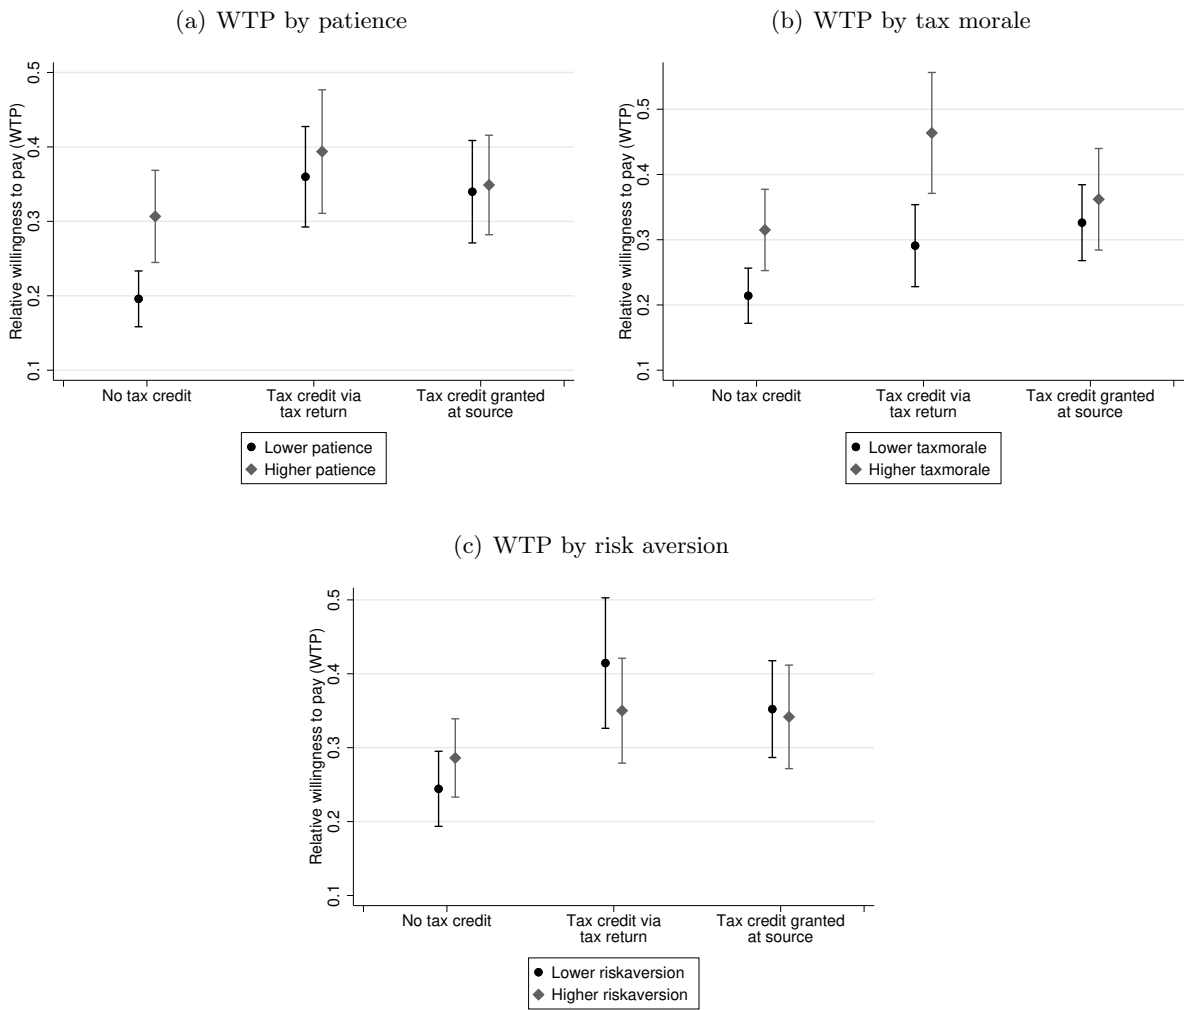 (a) WTP by patience
Relative willingness to pay (WTP)
0.5
0.4
0.3
0.2
0.1
No tax credit
Tax credit via
tax return
Tax credit granted
at source
Lower patience
Higher patience
(b) WTP by tax morale
Relative willingness to pay (WTP)
0.5
0.4
0.3
0.2
0.1
No tax credit
Tax credit via
tax return
Tax credit granted
at source
Lower taxmorale
Higher taxmorale
(c) WTP by risk aversion
Relative willingness to pay (WTP)
0.5
0.4
0.3
0.2
0.1
No tax credit
Tax credit via
tax return
Tax credit granted
at source
Lower riskaversion
Higher riskaversion